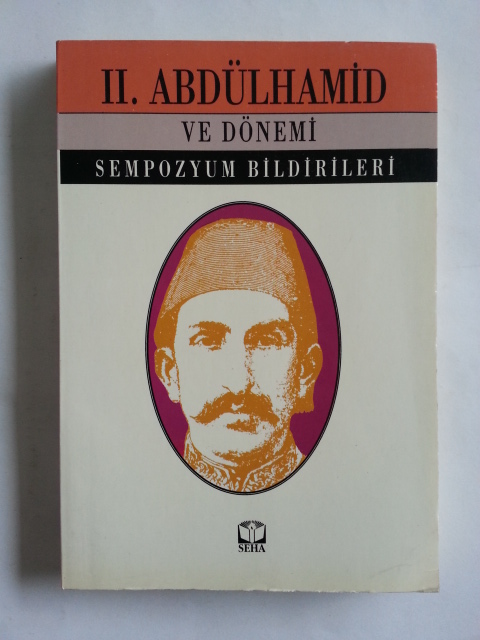 II. ABDÜLHAMİD
VE DÖNEMİ
SEMPOZYUM BİLDİRİLERİ
SEHA